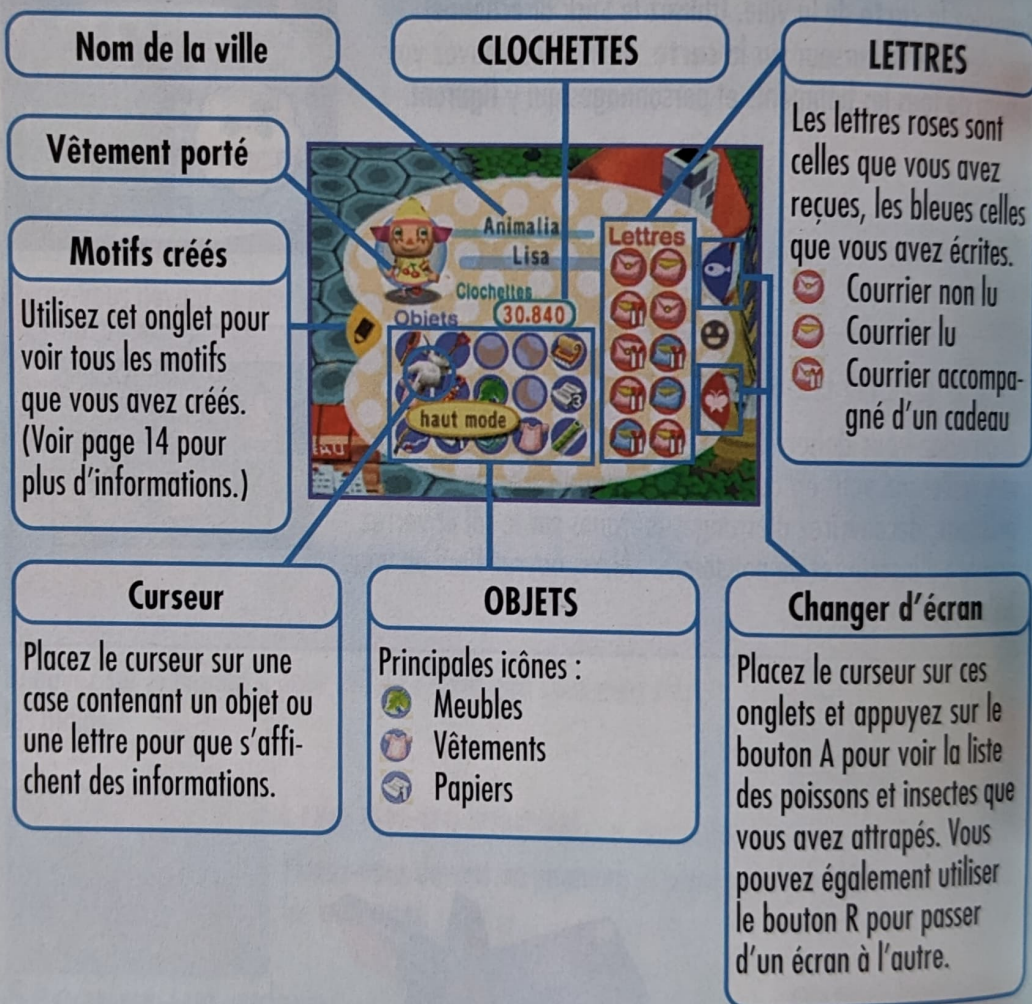 Nom de la ville
CLOCHETTES
LETTRES
Les lettres roses sont
celles que vous avez
reçues, les bleues celles
que vous avez écrites.
Courrier non lu
Courrier lu
Courrier accompa-
gné d'un cadeau
Vêtement porté
Motifs créés
Utilisez cet onglet pour
voir tous les motifs
que vous avez créés.
(Voir page 14 pour
plus d'informations.)
Animalia
Lisa
Clochettes
30.840
Objets
Lettres
haut mode
Curseur
Placez le curseur sur une
case contenant un objet ou
une lettre pour que s'affi-
chent des informations.
OBJETS
Principales icônes :
Meubles
Vêtements
Papiers
Changer d'écran
Placez le curseur sur ces
onglets et appuyez sur le
bouton A pour voir la liste
des poissons et insectes que
vous avez attrapés. Vous
pouvez également utiliser
le bouton R pour passer
d'un écran à l'autre.